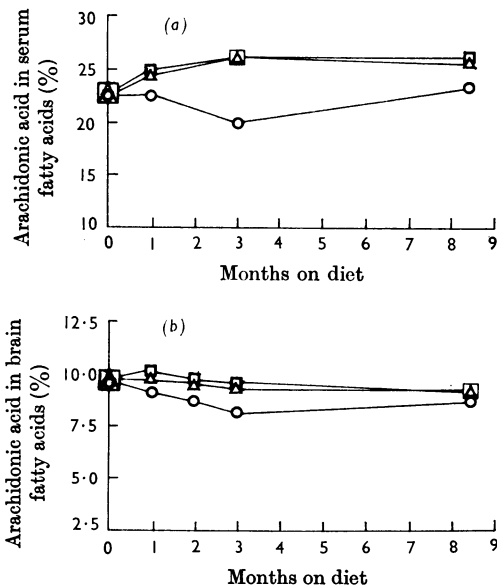 (a)
Arachidonic acid in serum
fatty acids (%)
30
25
20
15
10
0 1 2 3 4 5 6 7 8 9
Months on diet
(b)
Arachidonic acid in brain
fatty acids (%)
12·5
10·0
7·5
5·0
2·5
0 1 2 3 4 5 6 7 8 9
Months on diet